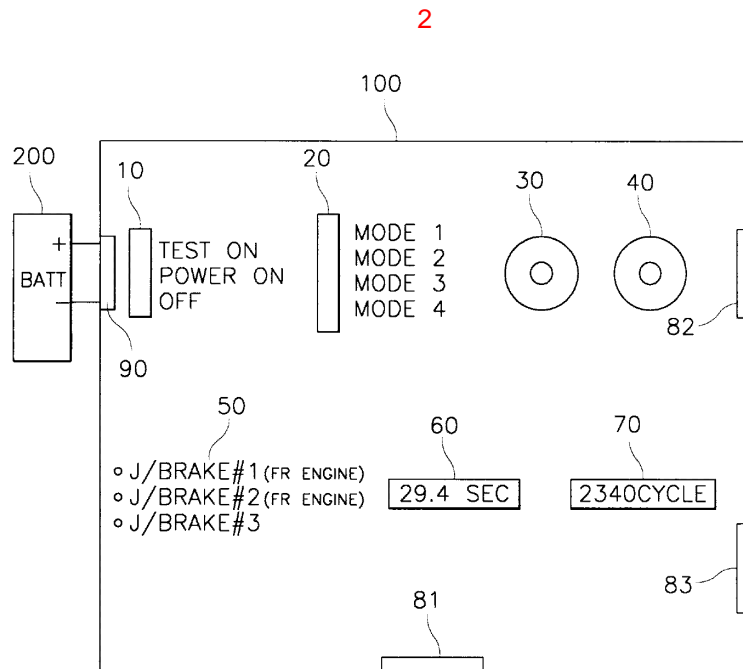 2
100
200
10
20
30
40
+
BATT
−
TEST ON
POWER ON
OFF
MODE 1
MODE 2
MODE 3
MODE 4
82
90
50
60
70
J/BRAKE#1 (FR ENGINE)
J/BRAKE#2 (FR ENGINE)
J/BRAKE#3
29.4 SEC
2340CYCLE
83
81